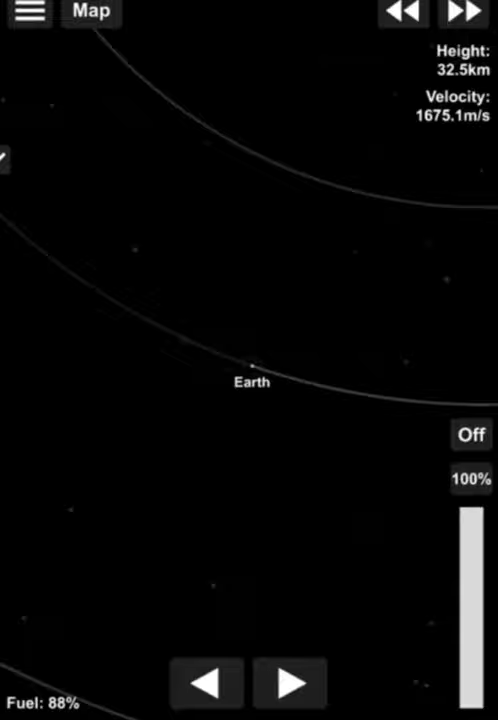 Map
Height:
32.5km
Velocity:
1675.1m/s
Earth
Off
100%
Fuel: 88%